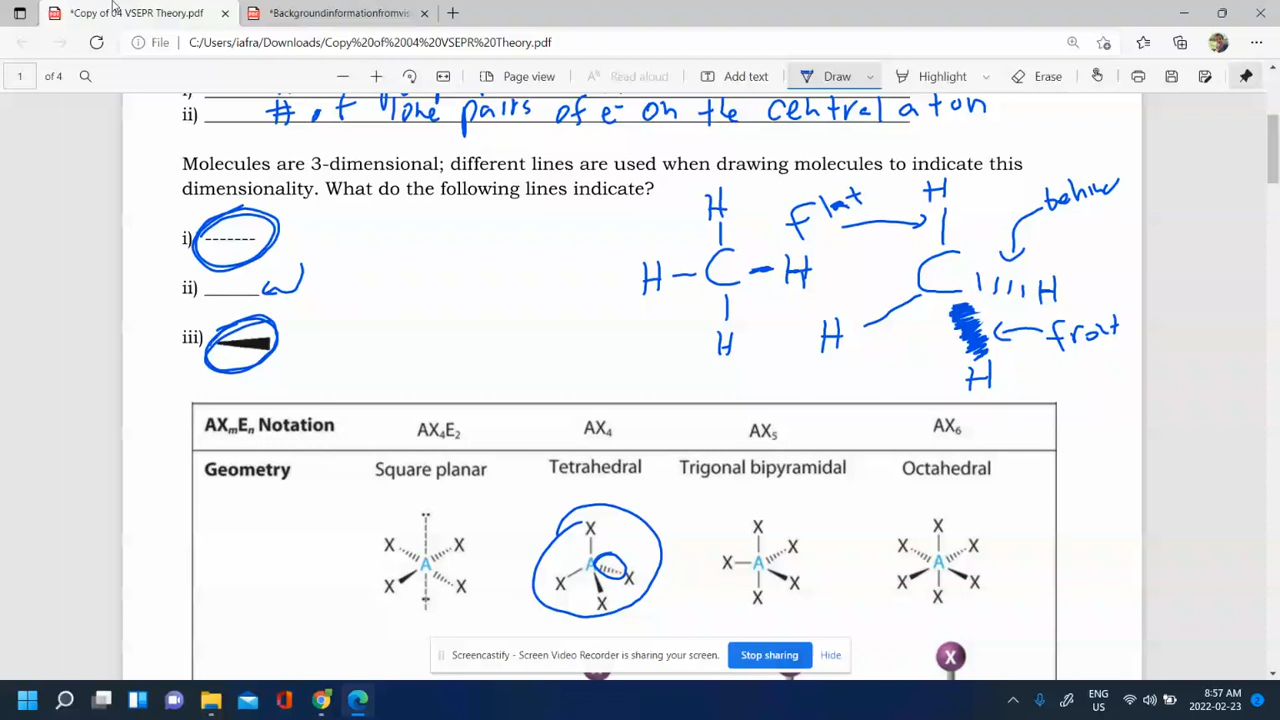 *Copy of 04 VSEPR Theory.pdf
*Backgroundinformationfromvis
File
C:/Users/iafra/Downloads/Copy%20of%2004%20VSEPR%20Theory.pdf
1 of 4
Page view
Read aloud
Add text
Draw
Highlight
Erase
i)
ii) # of lone pairs of e- on the central atom
Molecules are 3-dimensional; different lines are used when drawing molecules to indicate this
dimensionality. What do the following lines indicate?
i) -------
ii) ______
iii)
H
H C H
H
flat
H
behind
C H
H
front
H
AXmEn Notation AX4E2 AX4 AX5 AX6
Geometry Square planar Tetrahedral Trigonal bipyramidal Octahedral
X X A X X
X A X X X
X X A X X X
X X X A X X X
Screencastify - Screen Video Recorder is sharing your screen.
Stop sharing
Hide
X
ENG
US
8:57 AM
2022-02-23
2